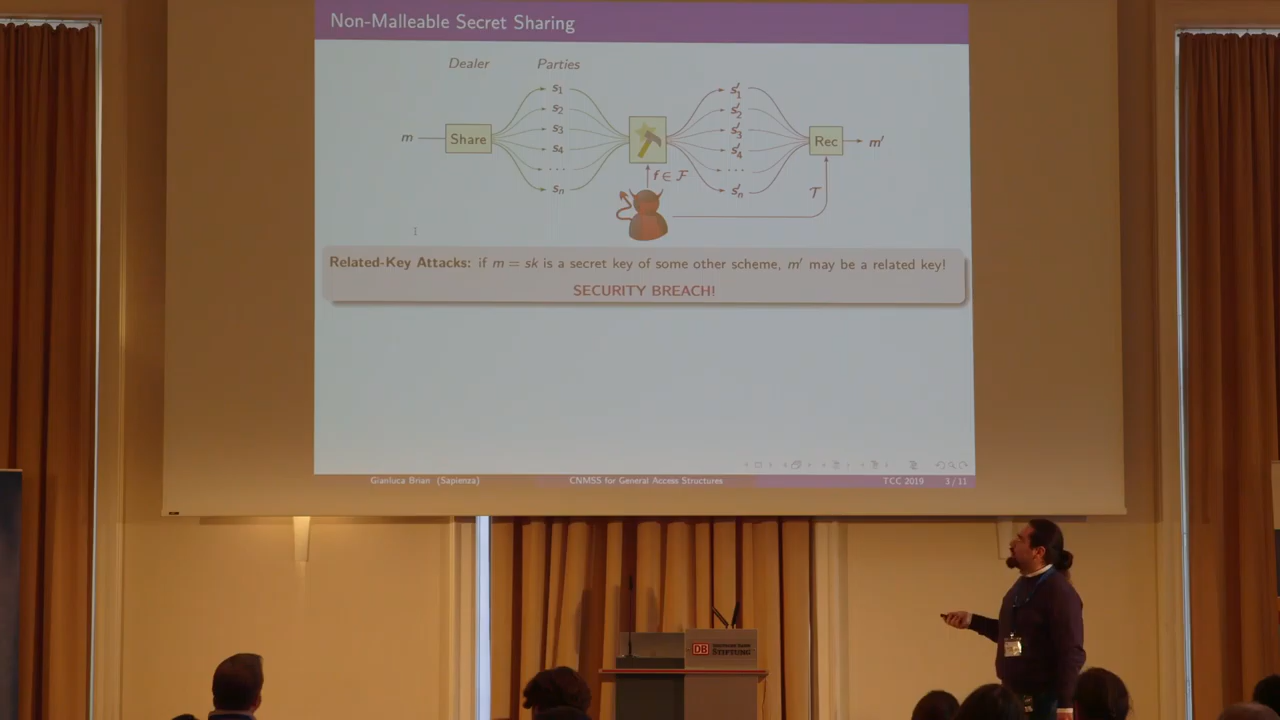 Non-Malleable Secret Sharing
Dealer
Parties
m
Share
s1
s2
s3
s4
...
sn
f ∈ F
s'1
s'2
s'3
s'4
...
s'n
Rec
m'
T
Related-Key Attacks: if m = sk is a secret key of some other scheme, m' may be a related key!
SECURITY BREACH!
Gianluca Brian (Sapienza)
CNMSS for General Access Structures
TCC 2019
3 / 11
DB
STIFTUNG